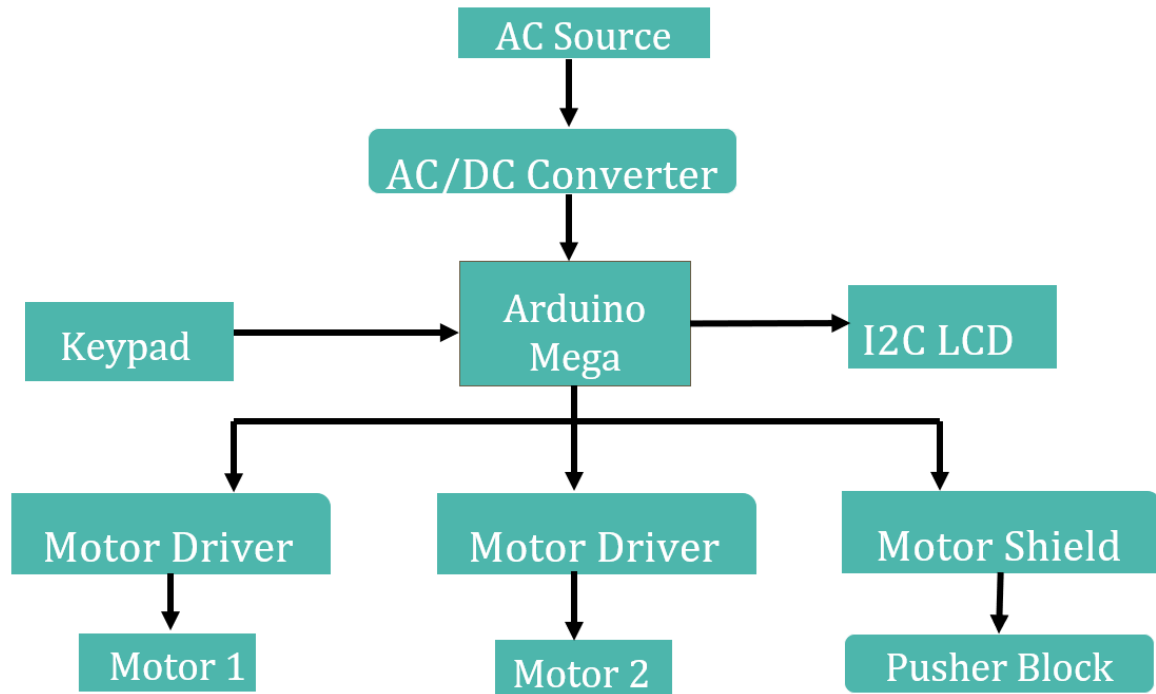 AC Source
AC/DC Converter
Arduino
Mega
Keypad
I2C LCD
Motor Driver
Motor Driver
Motor Shield
Motor 1
Motor 2
Pusher Block